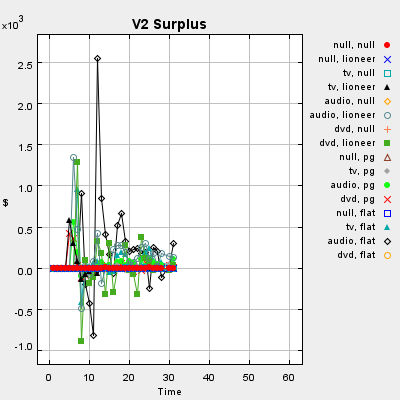 V2 Surplus
x10³
2.5
2.0
1.5
1.0
0.5
0.0
-0.5
-1.0
$
0 10 20 30 40 50 60
Time
null, null
null, lioneer
tv, null
tv, lioneer
audio, null
audio, lioneer
dvd, null
dvd, lioneer
null, pg
tv, pg
audio, pg
dvd, pg
null, flat
tv, flat
audio, flat
dvd, flat